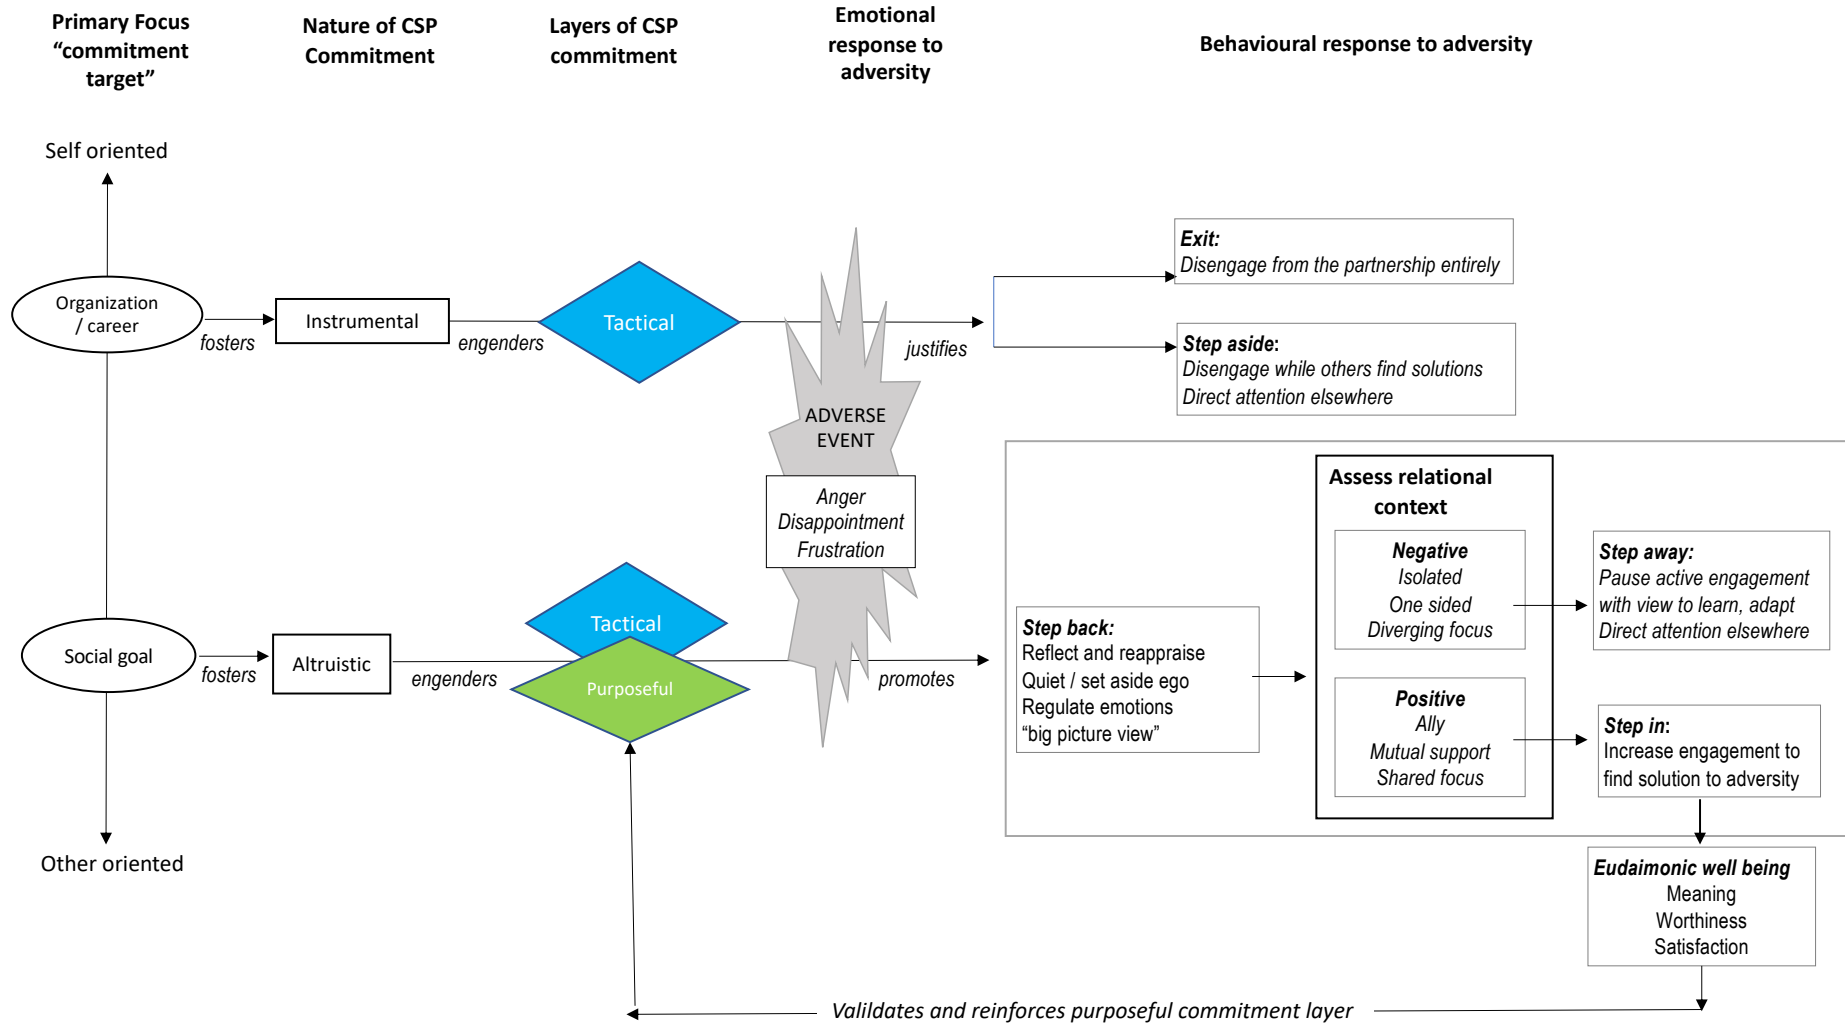 Primary Focus
“commitment
target”
Nature of CSP
Commitment
Layers of CSP
commitment
Emotional
response to
adversity
Behavioural response to adversity
Self oriented
Organization
/ career
fosters
Instrumental
engenders
Tactical
justifies
Exit:
Disengage from the partnership entirely
Step aside:
Disengage while others find solutions
Direct attention elsewhere
ADVERSE
EVENT
Anger
Disappointment
Frustration
Social goal
fosters
Altruistic
engenders
Tactical
Purposeful
promotes
Step back:
Reflect and reappraise
Quiet / set aside ego
Regulate emotions
“big picture view”
Assess relational
context
Negative
Isolated
One sided
Diverging focus
Positive
Ally
Mutual support
Shared focus
Step away:
Pause active engagement
with view to learn, adapt
Direct attention elsewhere
Step in:
Increase engagement to
find solution to adversity
Other oriented
Eudaimonic well being
Meaning
Worthiness
Satisfaction
Valildates and reinforces purposeful commitment layer